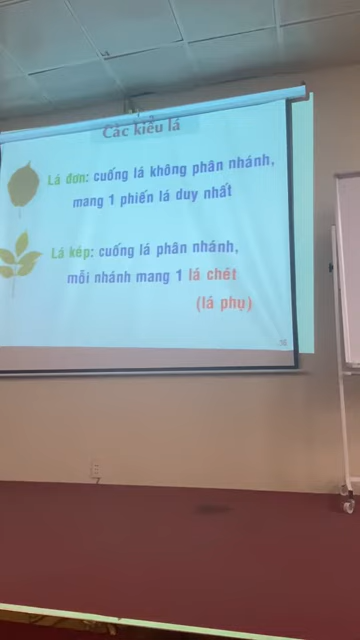 Các kiểu lá
Lá đơn: cuống lá không phân nhánh,
mang 1 phiến lá duy nhất
Lá kép: cuống lá phân nhánh,
mỗi nhánh mang 1 lá chét
(lá phụ)